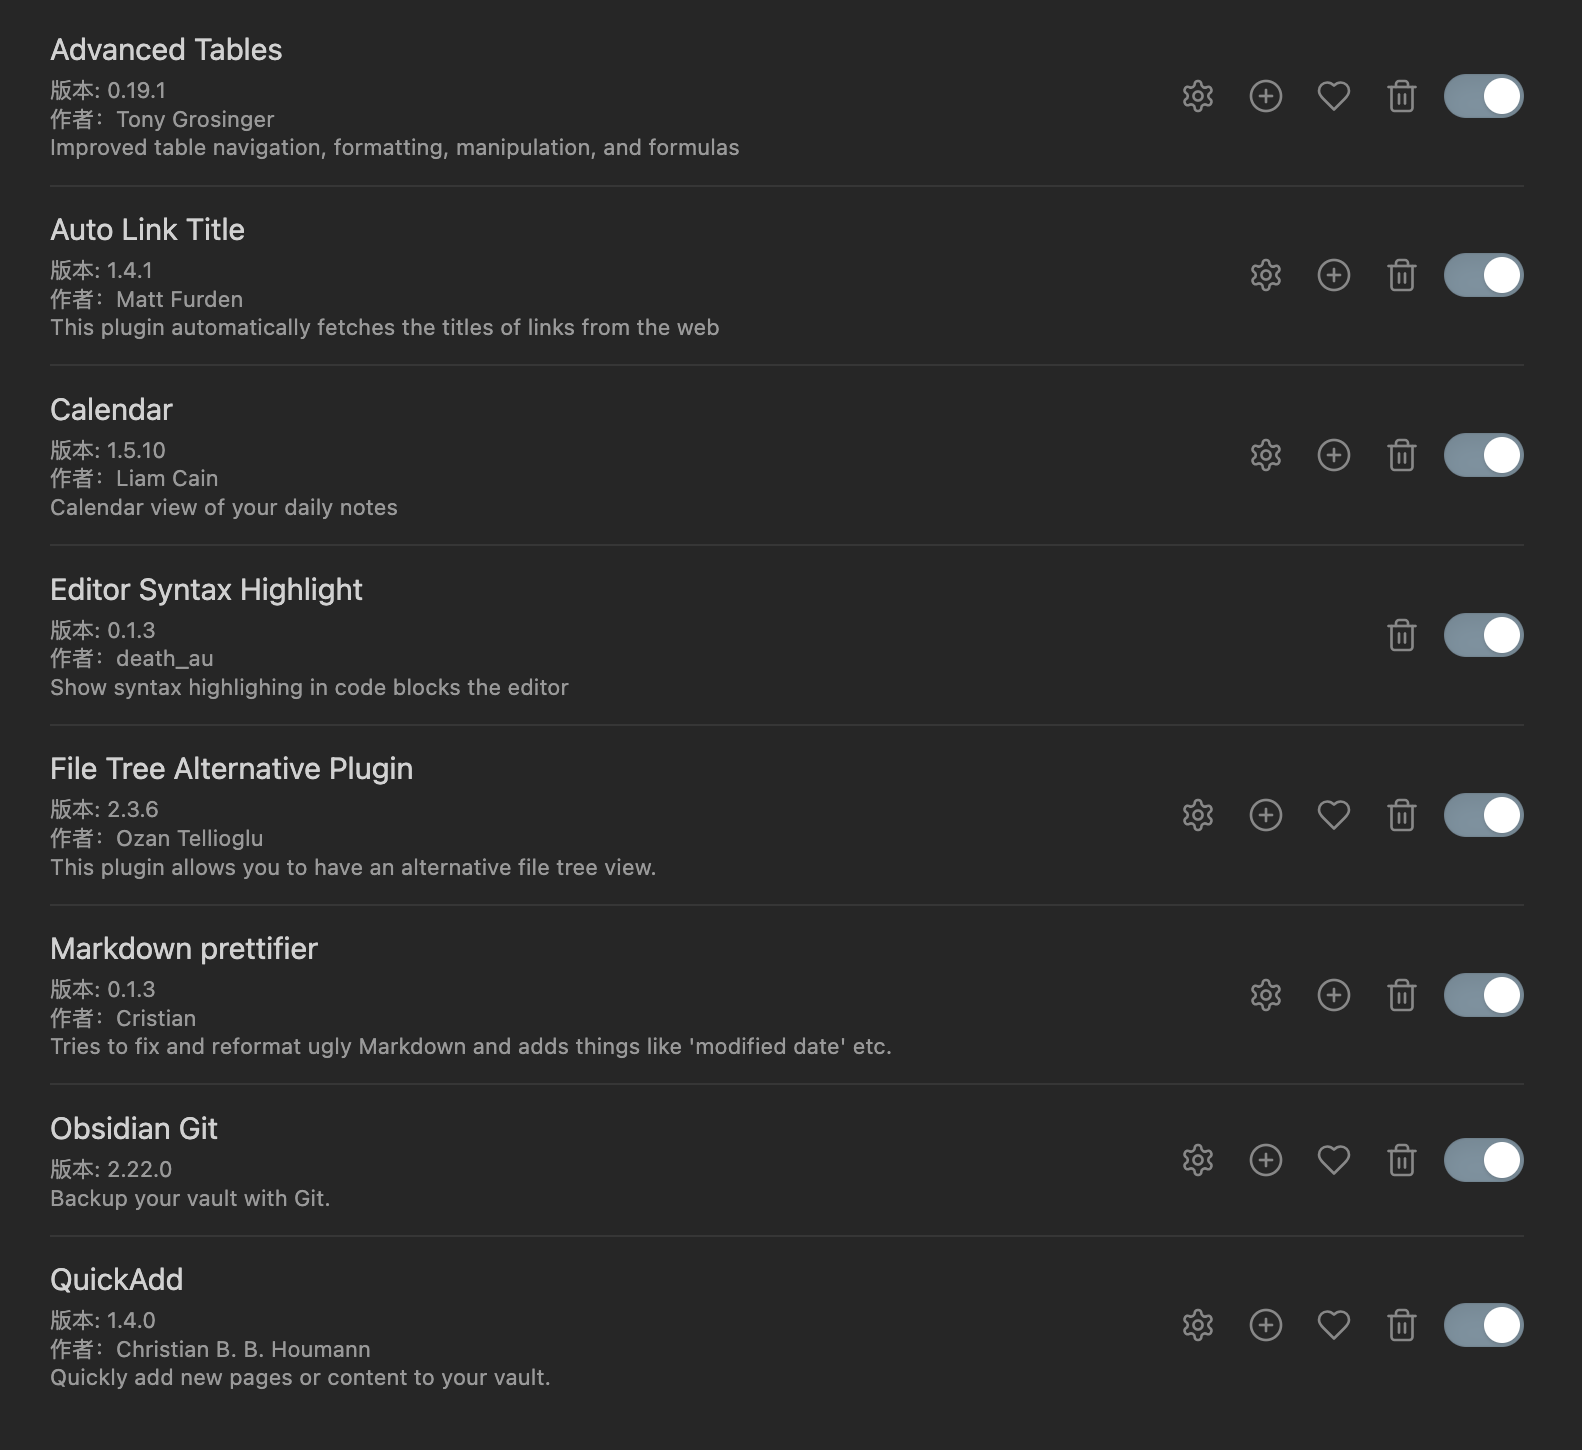 Advanced Tables
版本: 0.19.1
作者：Tony Grosinger
Improved table navigation, formatting, manipulation, and formulas
Auto Link Title
版本: 1.4.1
作者：Matt Furden
This plugin automatically fetches the titles of links from the web
Calendar
版本: 1.5.10
作者：Liam Cain
Calendar view of your daily notes
Editor Syntax Highlight
版本: 0.1.3
作者：death_au
Show syntax highlighing in code blocks the editor
File Tree Alternative Plugin
版本: 2.3.6
作者：Ozan Tellioglu
This plugin allows you to have an alternative file tree view.
Markdown prettifier
版本: 0.1.3
作者：Cristian
Tries to fix and reformat ugly Markdown and adds things like 'modified date' etc.
Obsidian Git
版本: 2.22.0
Backup your vault with Git.
QuickAdd
版本: 1.4.0
作者：Christian B. B. Houmann
Quickly add new pages or content to your vault.